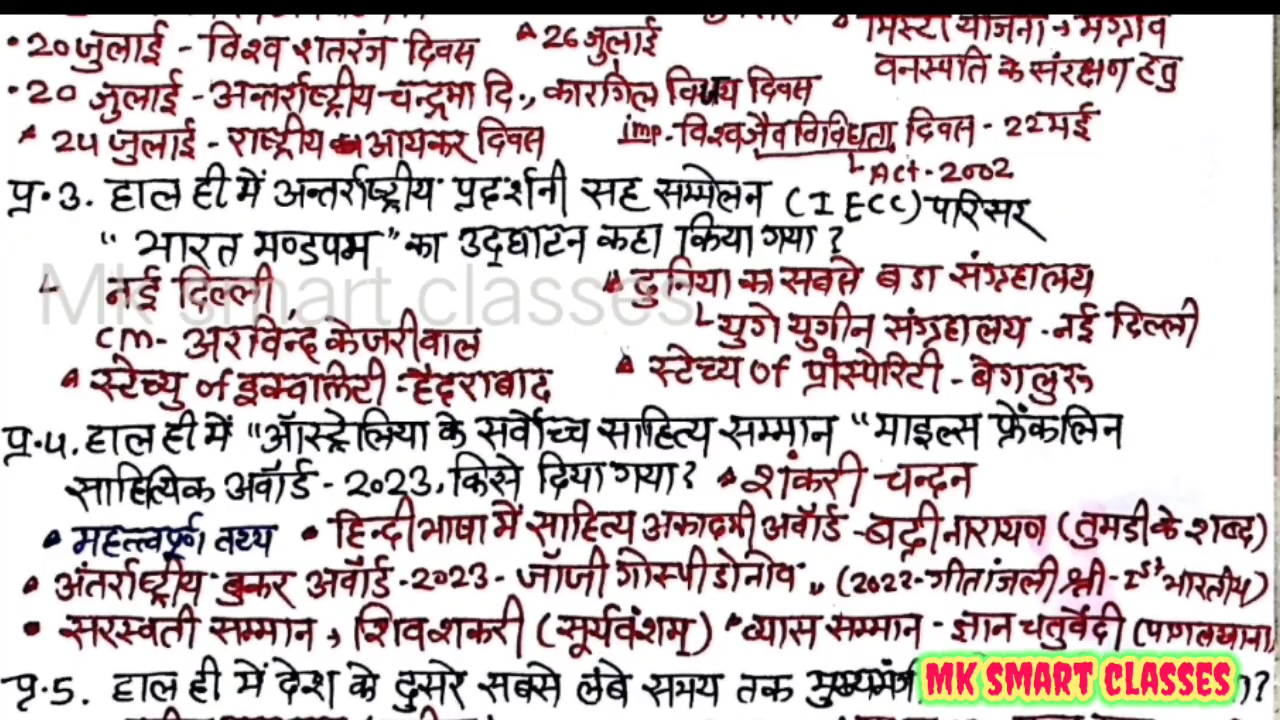 • 20 जुलाई - विश्व शतरंज दिवस    26 जुलाई    मिस्टी योजना → मैंग्रोव
• 20 जुलाई - अन्तर्राष्ट्रीय चन्द्रमा दि., कारगिल विजय दिवस    वनस्पति के संरक्षण हेतु
24 जुलाई - राष्ट्रीय आयकर दिवस    imp. - विश्व जैव विविधता दिवस - 22 मई
Act - 2002
प्र.3. हाल ही में अन्तर्राष्ट्रीय प्रदर्शनी सह सम्मेलन (IECC) परिसर
"भारत मण्डपम" का उद्घाटन कहा किया गया?
नई दिल्ली    दुनिया का सबसे बडा संग्रहालय
CM - अरविन्द केजरीवाल    युगे युगीन संग्रहालय - नई दिल्ली
स्टेच्यु of इक्वालिटी - हैदराबाद    स्टेच्य of प्रोस्पेरिटी - बेंगलुरू
प्र.4. हाल ही में "ऑस्ट्रेलिया के सर्वोच्च साहित्य सम्मान "माइल्स फ्रेंकलिन
साहित्यिक अवॉर्ड - 2023, किसे दिया गया?    शंकरी चन्दन
• महत्त्वपूर्ण तथ्य    • हिन्दी भाषा में साहित्य अकादमी अवॉर्ड - बद्रीनारायण (तुमडी के शब्द)
• अंतर्राष्ट्रीय बुकर अवॉर्ड - 2023 - जॉर्जी गोस्पीडोनोव,, (2022 - गीतांजली श्री - Ist भारतीय)
• सरस्वती सम्मान, शिवशंकरी (सूर्यवंशम्)    व्यास सम्मान - ज्ञान चतुर्वेदी (पागलखाना)
प्र.5. हाल ही में देश के दुसरे सबसे लंबे समय तक
MK SMART CLASSES
MK smart classes